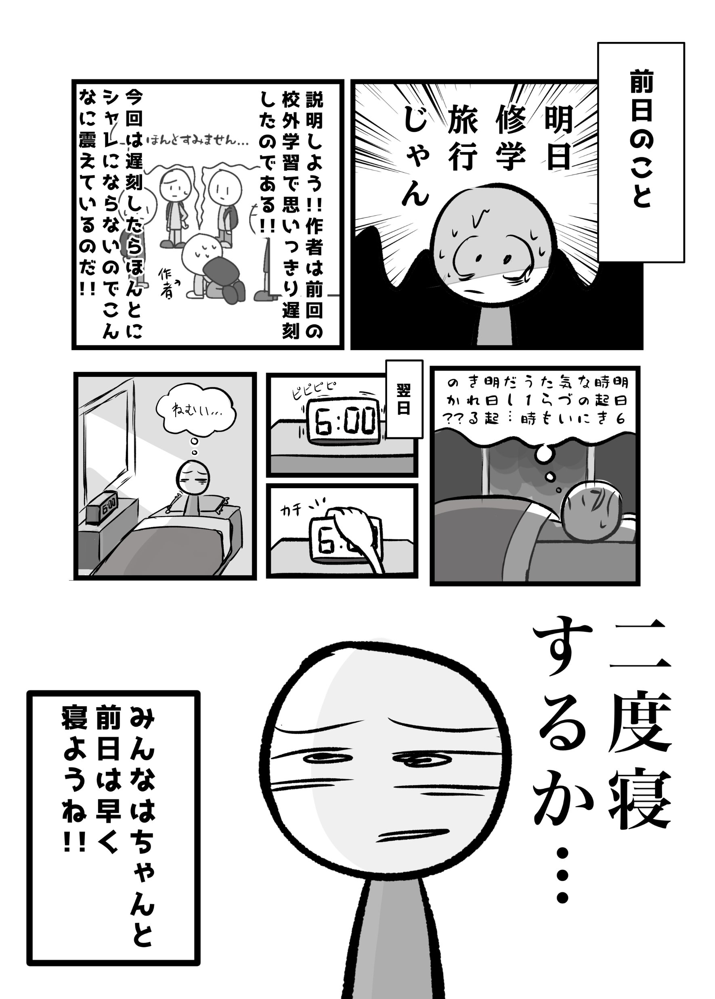 前日のこと
明日
修学
旅行
じゃん
説明しよう!!作者は前回の
校外学習で思いっきり遅刻
したのである!!
ほんとすみません…
作者
今回は遅刻したらほんとに
シャレにならないのでこん
なに震えているのだ!!
明日6
時起き
なのに
気づい
たらも
う1時
だし…
明日起
きれる
のか??
翌日
ピピピピ
6:00
カチ
6:0
ねむい…
6:00
二度寝
するか…
みんなはちゃんと
前日は早く
寝ようね!!